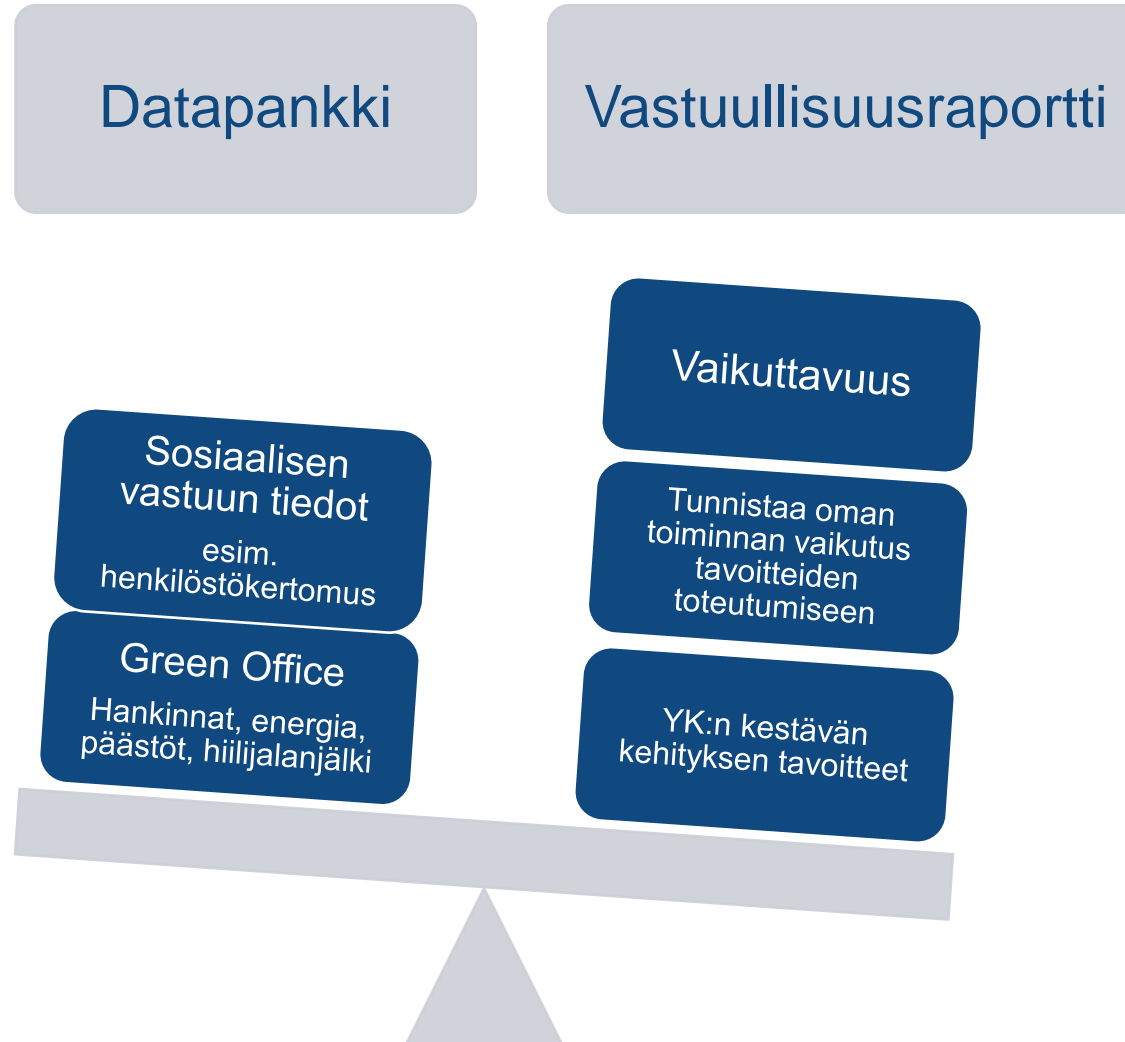 Datapankki
Vastuullisuusraportti
Sosiaalisen
vastuun tiedot
esim.
henkilöstökertomus
Green Office
Hankinnat, energia,
päästöt, hiilijalanjälki
Vaikuttavuus
Tunnistaa oman
toiminnan vaikutus
tavoitteiden
toteutumiseen
YK:n kestävän
kehityksen tavoitteet